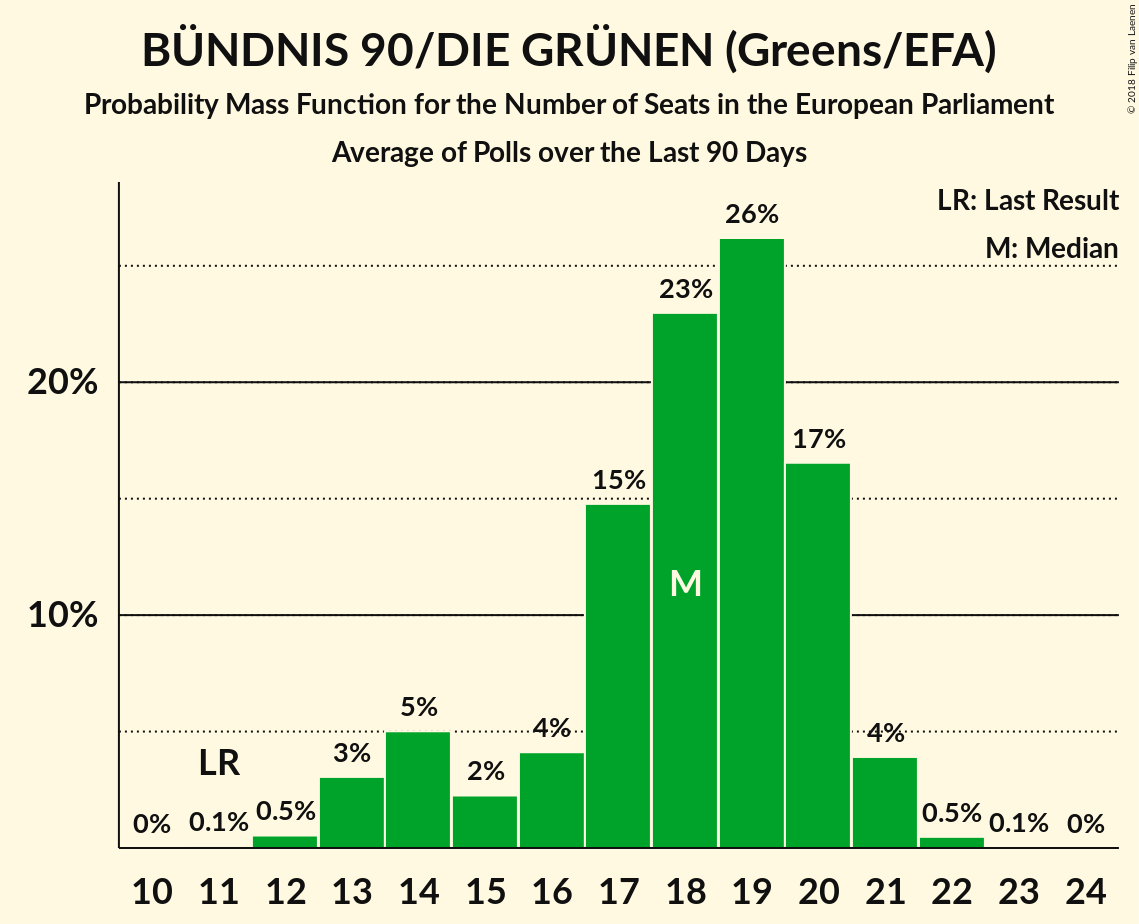 BÜNDNIS 90/DIE GRÜNEN (Greens/EFA)
Probability Mass Function for the Number of Seats in the European Parliament
Average of Polls over the Last 90 Days
© 2018 Filip van Laenen
LR: Last Result
M: Median
26%
23%
20%
17%
15%
M
10%
5%
4%
4%
3%
LR
2%
0%
0.1%
0.5%
0.5%
0.1%
0%
10 11 12 13 14 15 16 17 18 19 20 21 22 23 24